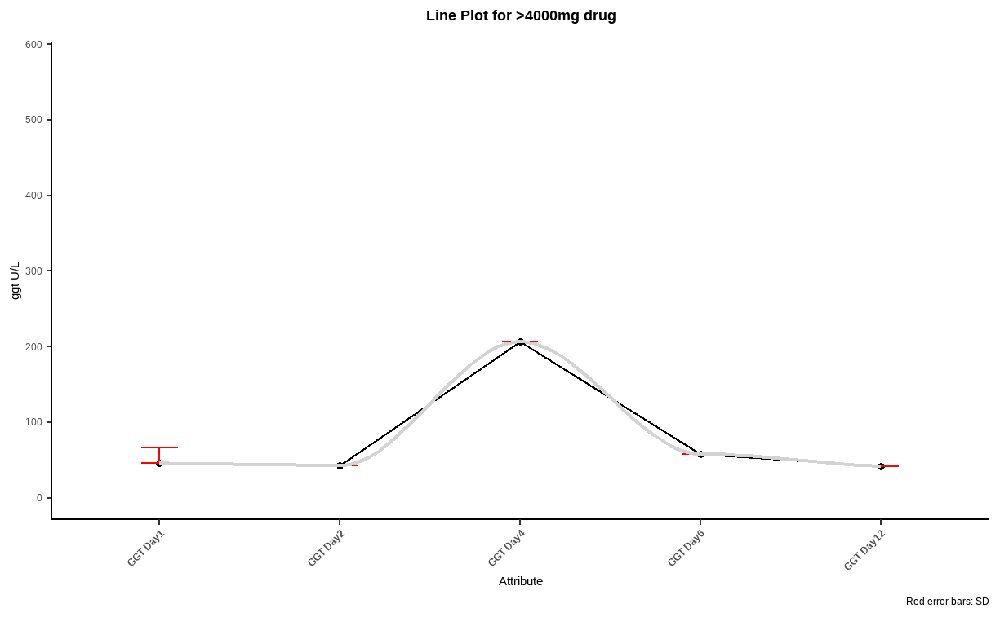 Line Plot for >4000mg drug
600
500
400
300
200
100
0
ggt U/L
GGT Day1
GGT Day2
GGT Day4
GGT Day6
GGT Day12
Attribute
Red error bars: SD